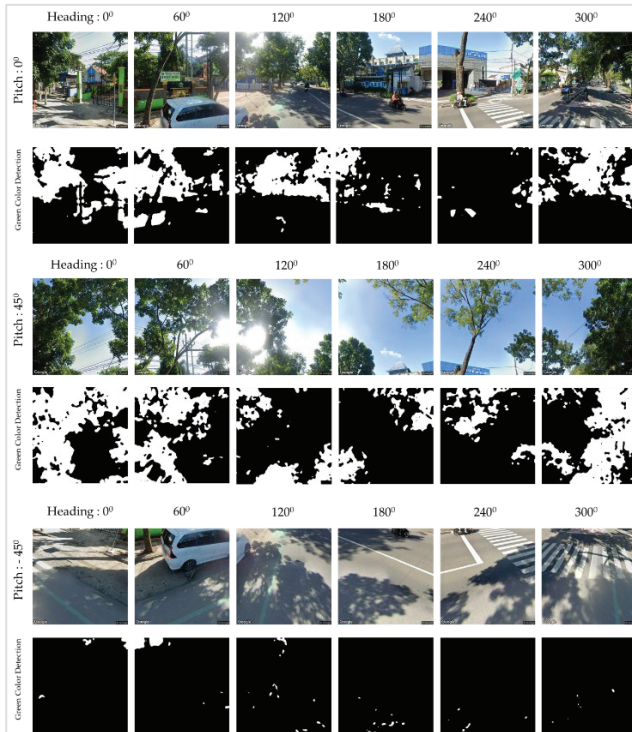 Heading : 0⁰ 60⁰ 120⁰ 180⁰ 240⁰ 300⁰
Pitch : 0⁰
Green Color Detection
Heading : 0⁰ 60⁰ 120⁰ 180⁰ 240⁰ 300⁰
Pitch : 45⁰
Green Color Detection
Heading : 0⁰ 60⁰ 120⁰ 180⁰ 240⁰ 300⁰
Pitch : - 45⁰
Green Color Detection